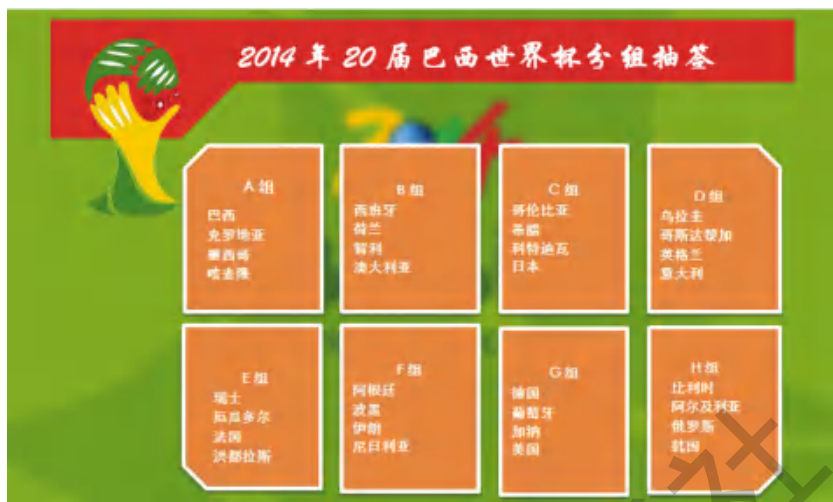 2014年20届巴西世界杯分组抽签
A组
巴西
克罗地亚
墨西哥
喀麦隆
B组
西班牙
荷兰
智利
澳大利亚
C组
哥伦比亚
希腊
科特迪瓦
日本
D组
乌拉圭
哥斯达黎加
英格兰
意大利
E组
瑞士
厄瓜多尔
法国
洪都拉斯
F组
阿根廷
波黑
伊朗
尼日利亚
G组
德国
葡萄牙
加纳
美国
H组
比利时
阿尔及利亚
俄罗斯
韩国
社